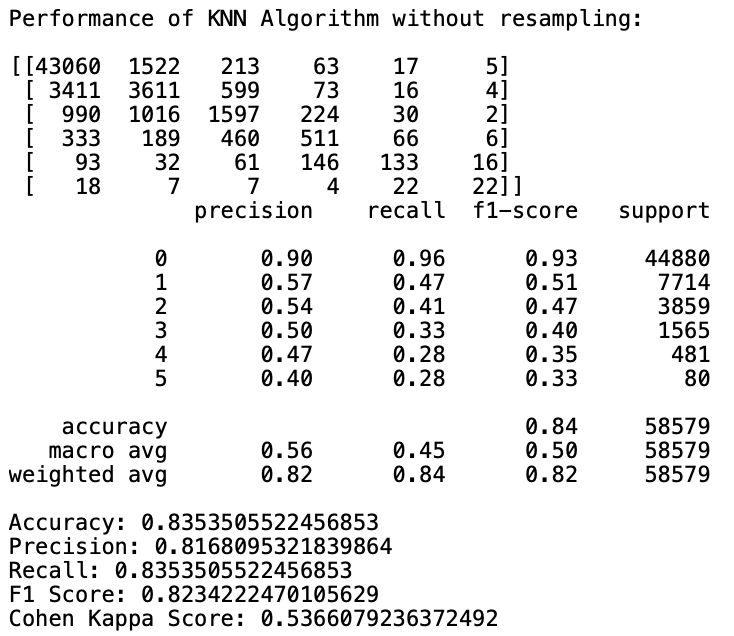 Performance of KNN Algorithm without resampling:
[[43060 1522 213 63 17 5]
[ 3411 3611 599 73 16 4]
[ 990 1016 1597 224 30 2]
[ 333 189 460 511 66 6]
[ 93 32 61 146 133 16]
[ 18 7 7 4 22 22]]
precision recall f1-score support
0 0.90 0.96 0.93 44880
1 0.57 0.47 0.51 7714
2 0.54 0.41 0.47 3859
3 0.50 0.33 0.40 1565
4 0.47 0.28 0.35 481
5 0.40 0.28 0.33 80
accuracy 0.84 58579
macro avg 0.56 0.45 0.50 58579
weighted avg 0.82 0.84 0.82 58579
Accuracy: 0.8353505522456853
Precision: 0.8168095321839864
Recall: 0.8353505522456853
F1 Score: 0.8234222470105629
Cohen Kappa Score: 0.5366079236372492